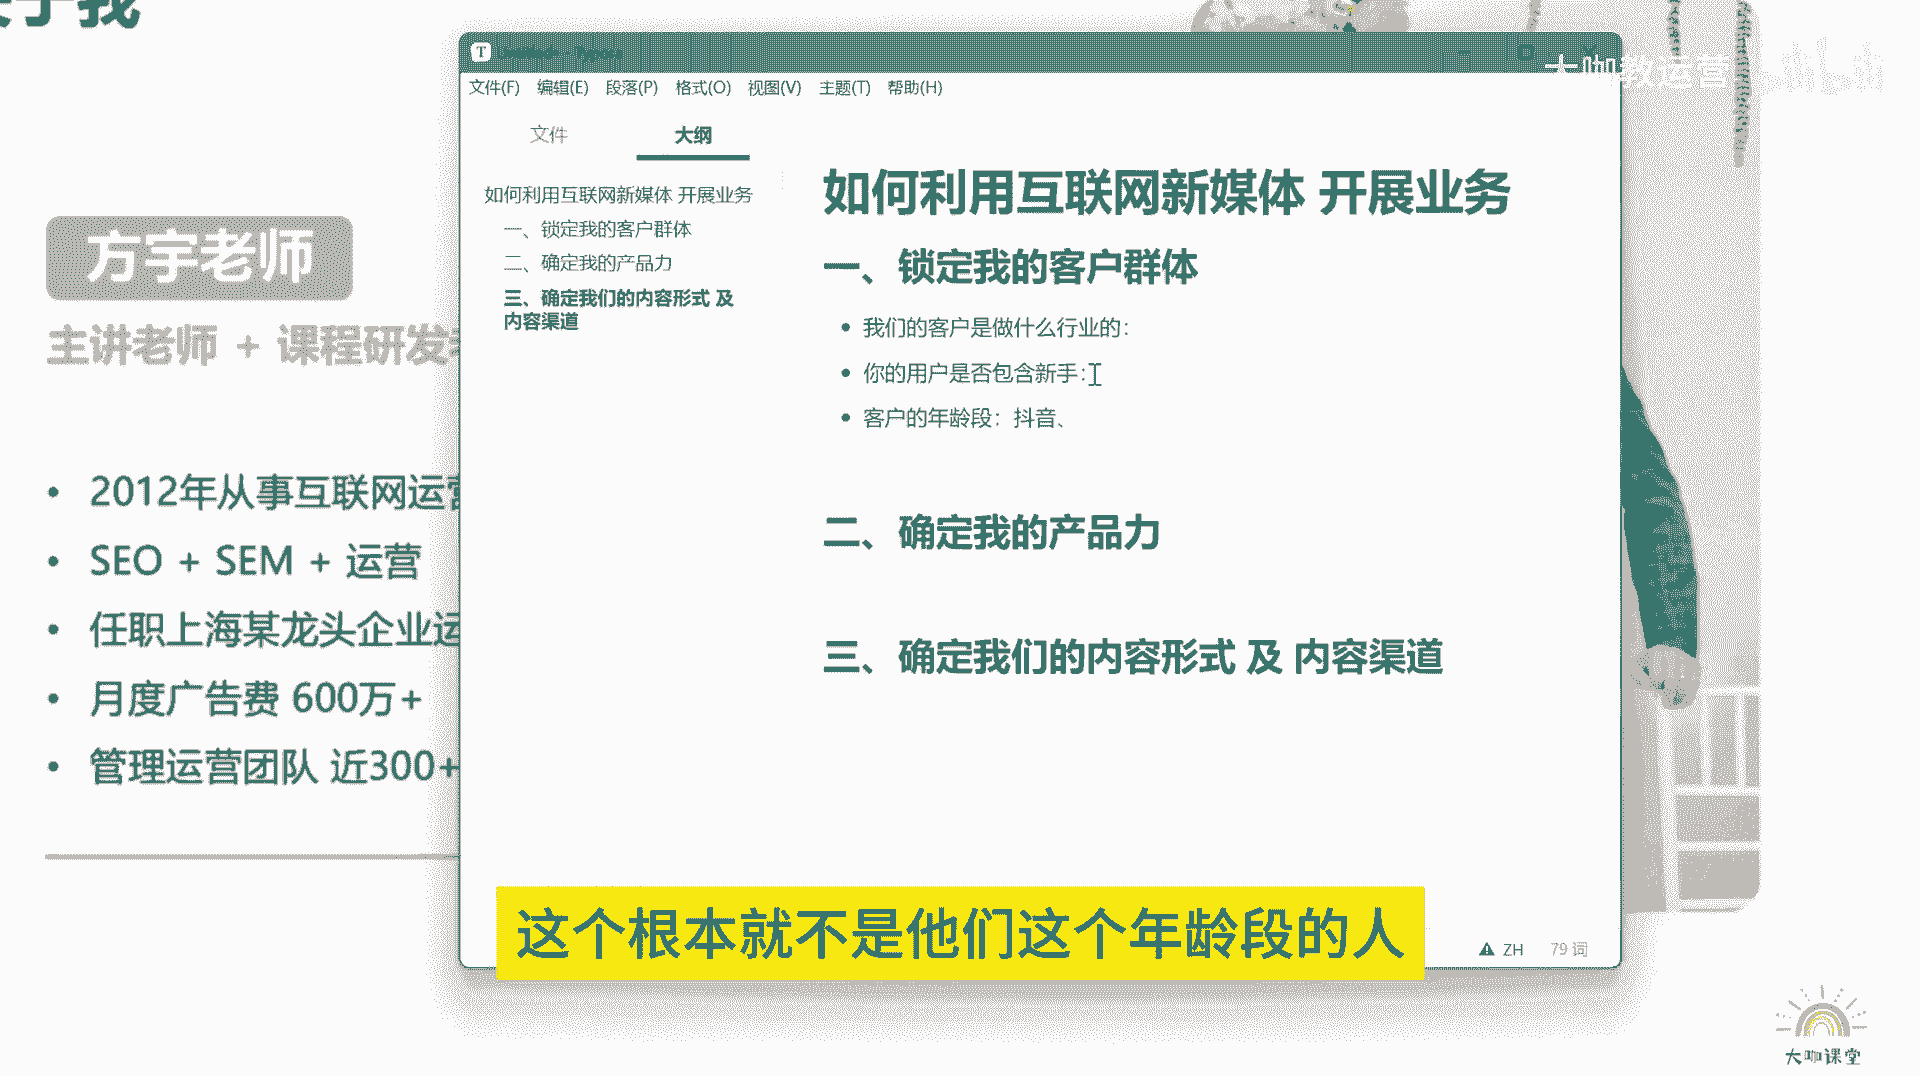 关于我
大咖教运营 bilibili
文件(F) 编辑(E) 段落(P) 格式(O) 视图(V) 主题(T) 帮助(H)
文件 大纲
如何利用互联网新媒体 开展业务
一、锁定我的客户群体
二、确定我的产品力
三、确定我们的内容形式 及
内容渠道
如何利用互联网新媒体 开展业务
一、锁定我的客户群体
我们的客户是做什么行业的：
你的用户是否包含新手：
客户的年龄段：抖音、
二、确定我的产品力
三、确定我们的内容形式 及 内容渠道
方宇老师
主讲老师 + 课程研发
• 2012年从事互联网运营
• SEO + SEM + 运营
• 任职上海某龙头企业运
• 月度广告费 600万+
• 管理运营团队 近300+
这个根本就不是他们这个年龄段的人
ZH 79 词
大咖课堂